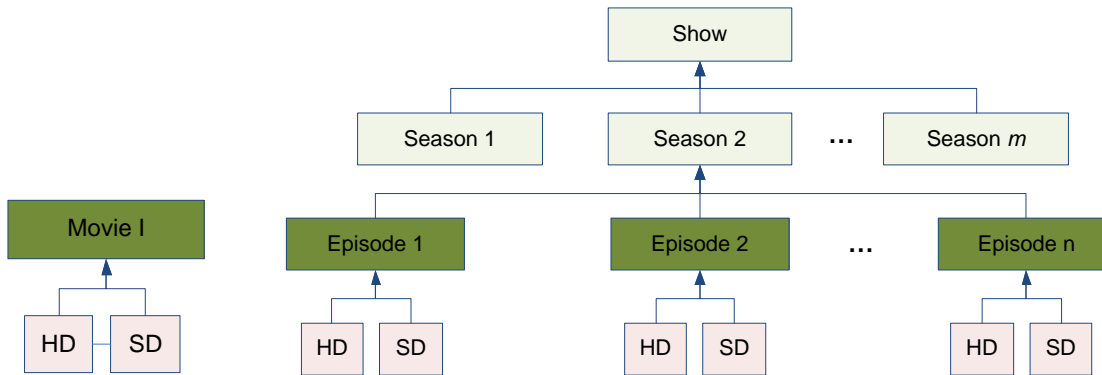 Show
Season 1
Season 2
...
Season m
Movie I
Episode 1
Episode 2
...
Episode n
HD
SD
HD
SD
HD
SD
HD
SD